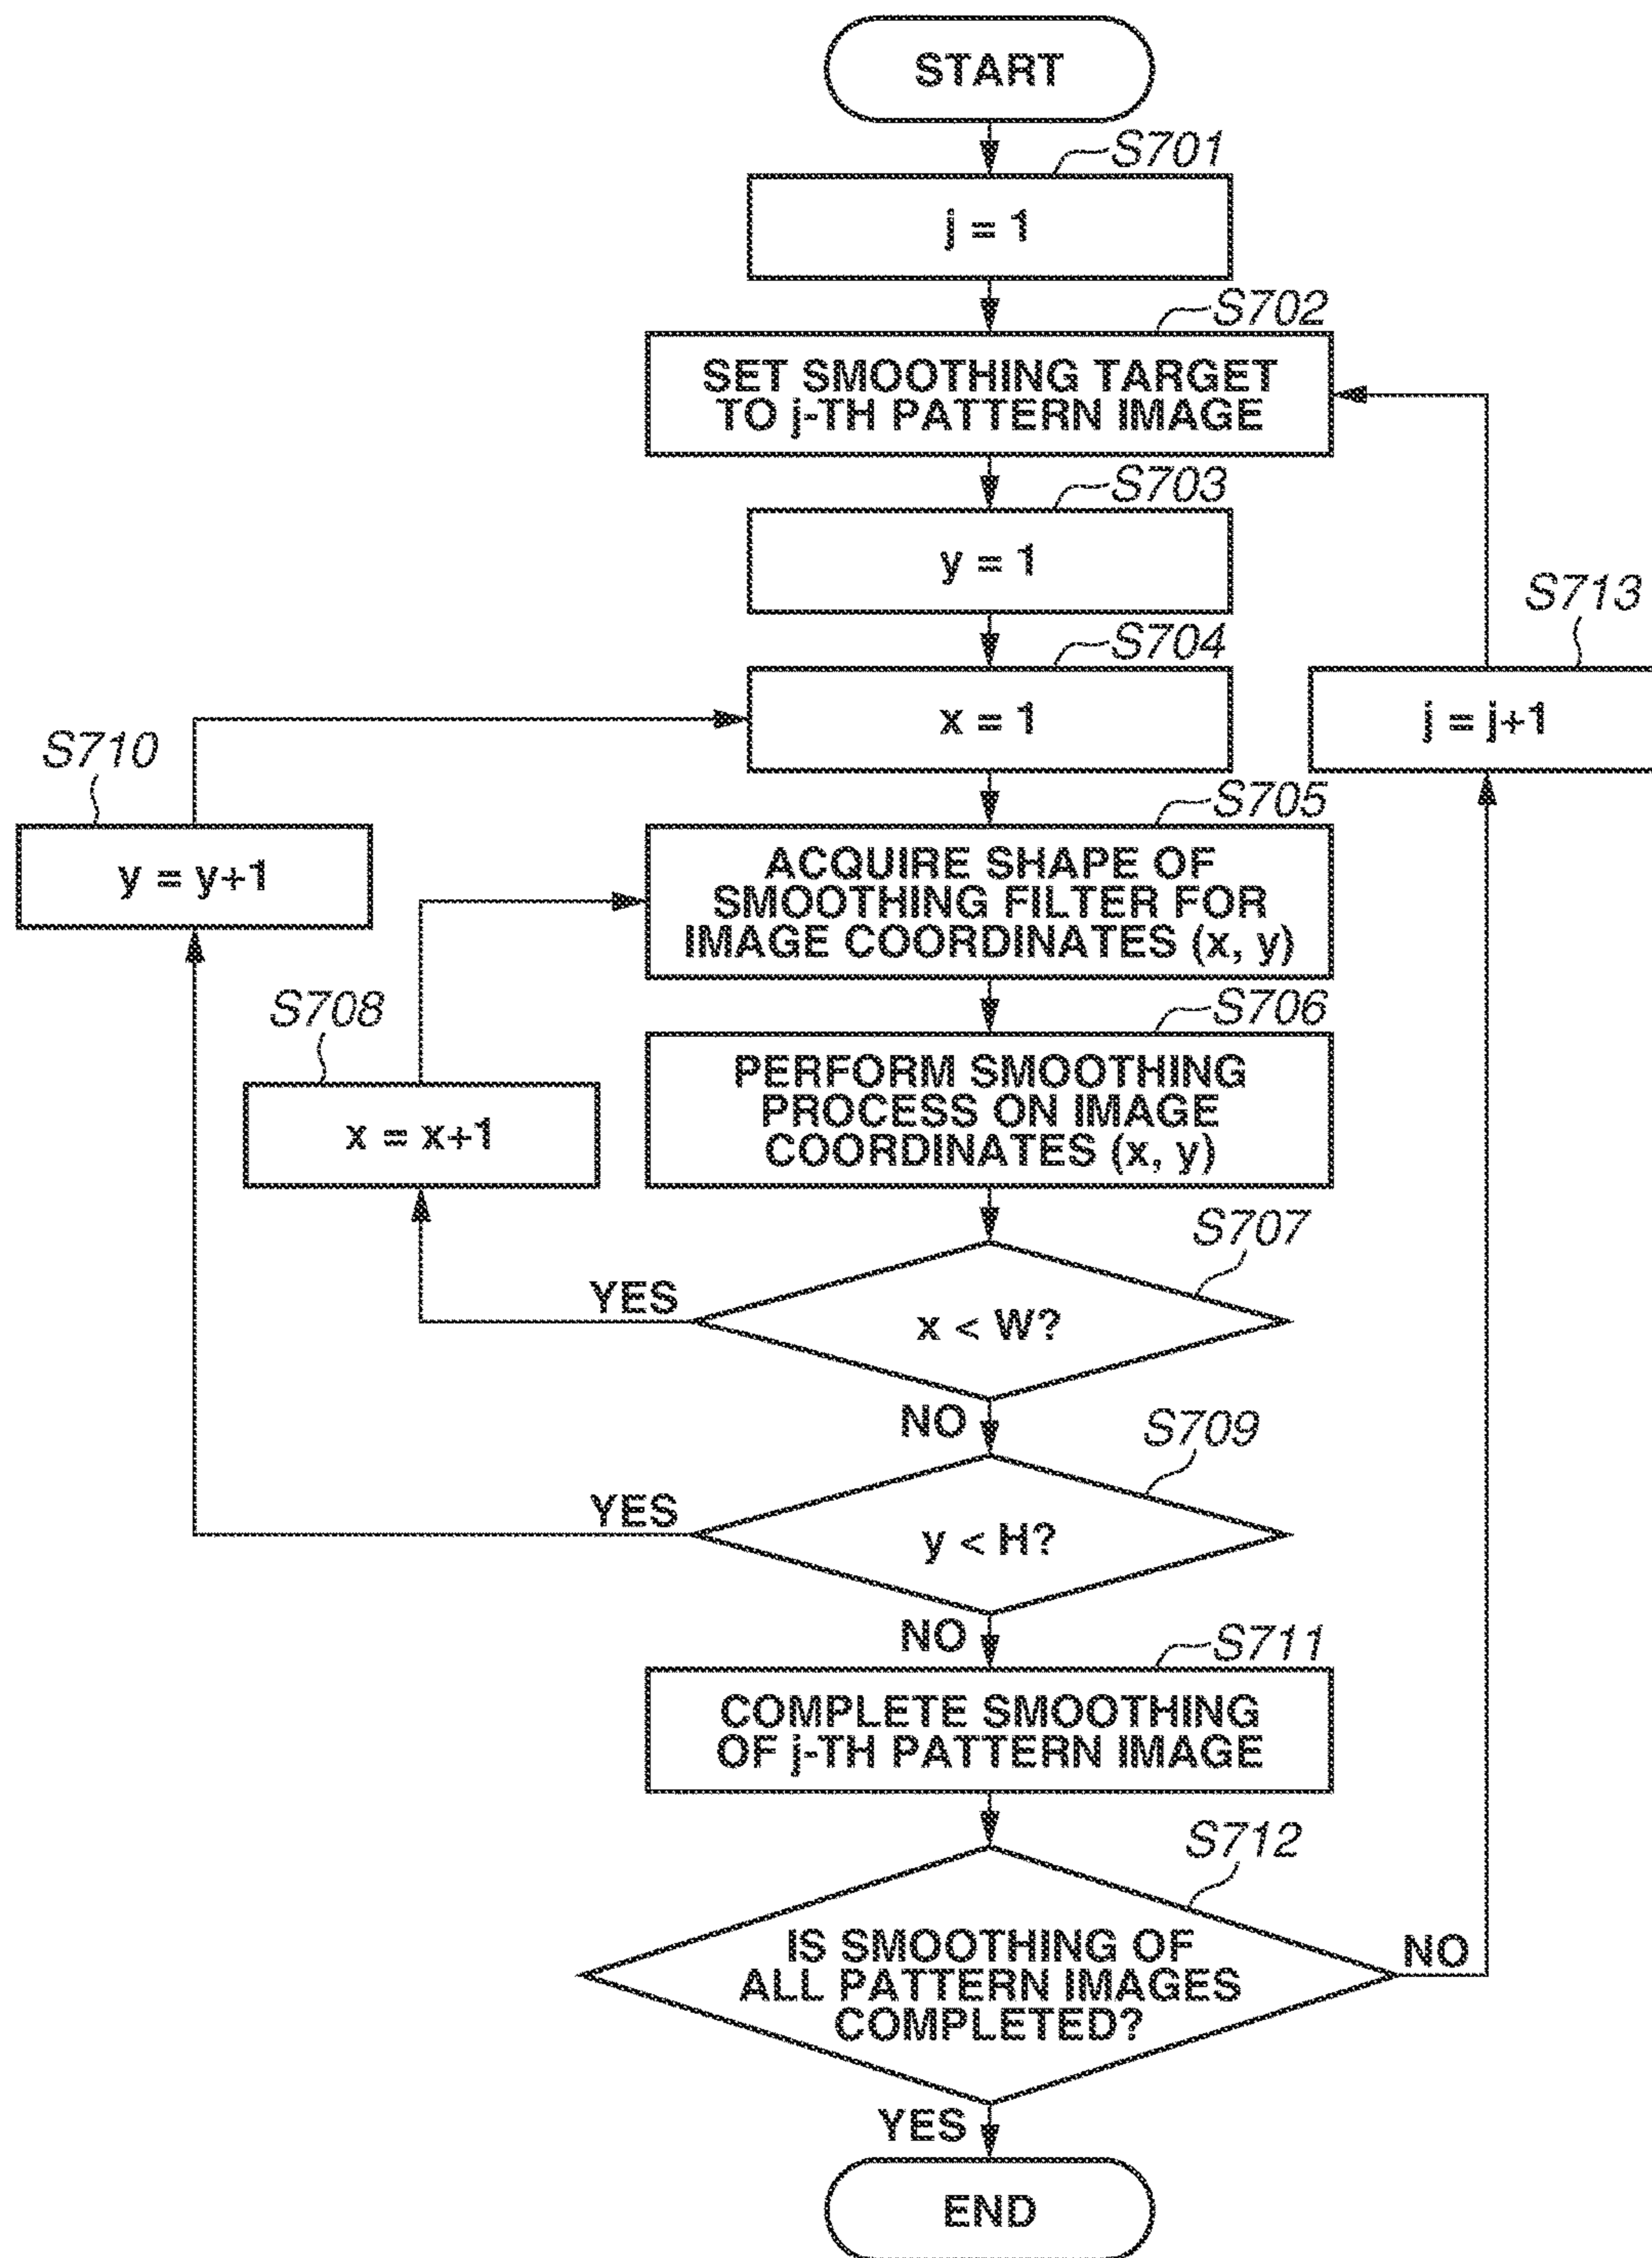 START
S701
j = 1
S702
SET SMOOTHING TARGET
TO j-TH PATTERN IMAGE
S703
y = 1
S713
S704
x = 1
j = j+1
S710
y = y+1
S705
ACQUIRE SHAPE OF
SMOOTHING FILTER FOR
IMAGE COORDINATES (x, y)
S708
x = x+1
S706
PERFORM SMOOTHING
PROCESS ON IMAGE
COORDINATES (x, y)
S707
YES
x < W?
NO
S709
YES
y < H?
NO
S711
COMPLETE SMOOTHING
OF j-TH PATTERN IMAGE
S712
IS SMOOTHING OF
ALL PATTERN IMAGES
COMPLETED?
NO
YES
END